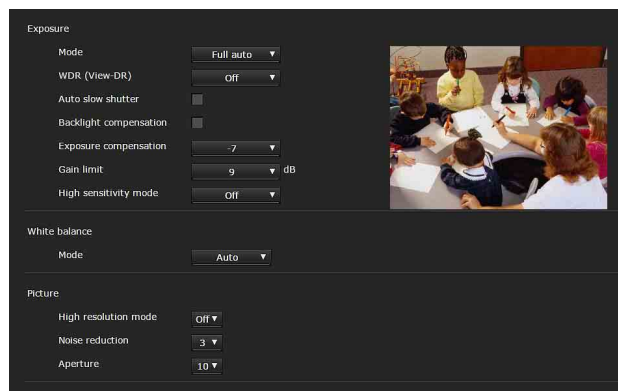 Exposure
Mode Full auto
WDR (View-DR) Off
Auto slow shutter
Backlight compensation
Exposure compensation -7
Gain limit 9 dB
High sensitivity mode Off
White balance
Mode Auto
Picture
High resolution mode Off
Noise reduction 3
Aperture 10